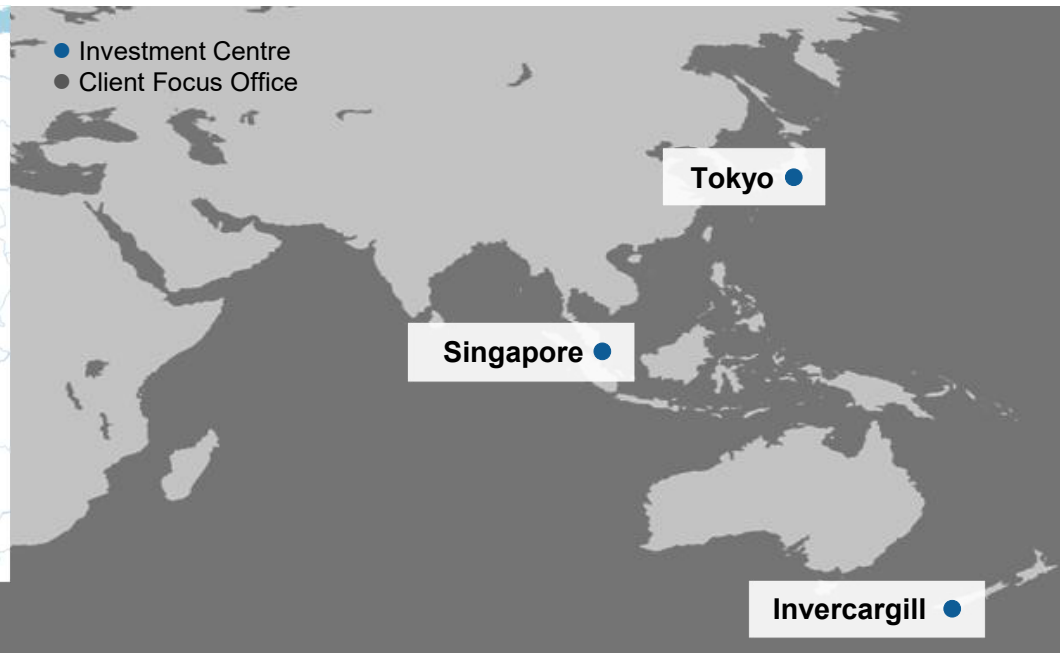 Investment Centre
Client Focus Office
Tokyo
Singapore
Invercargill